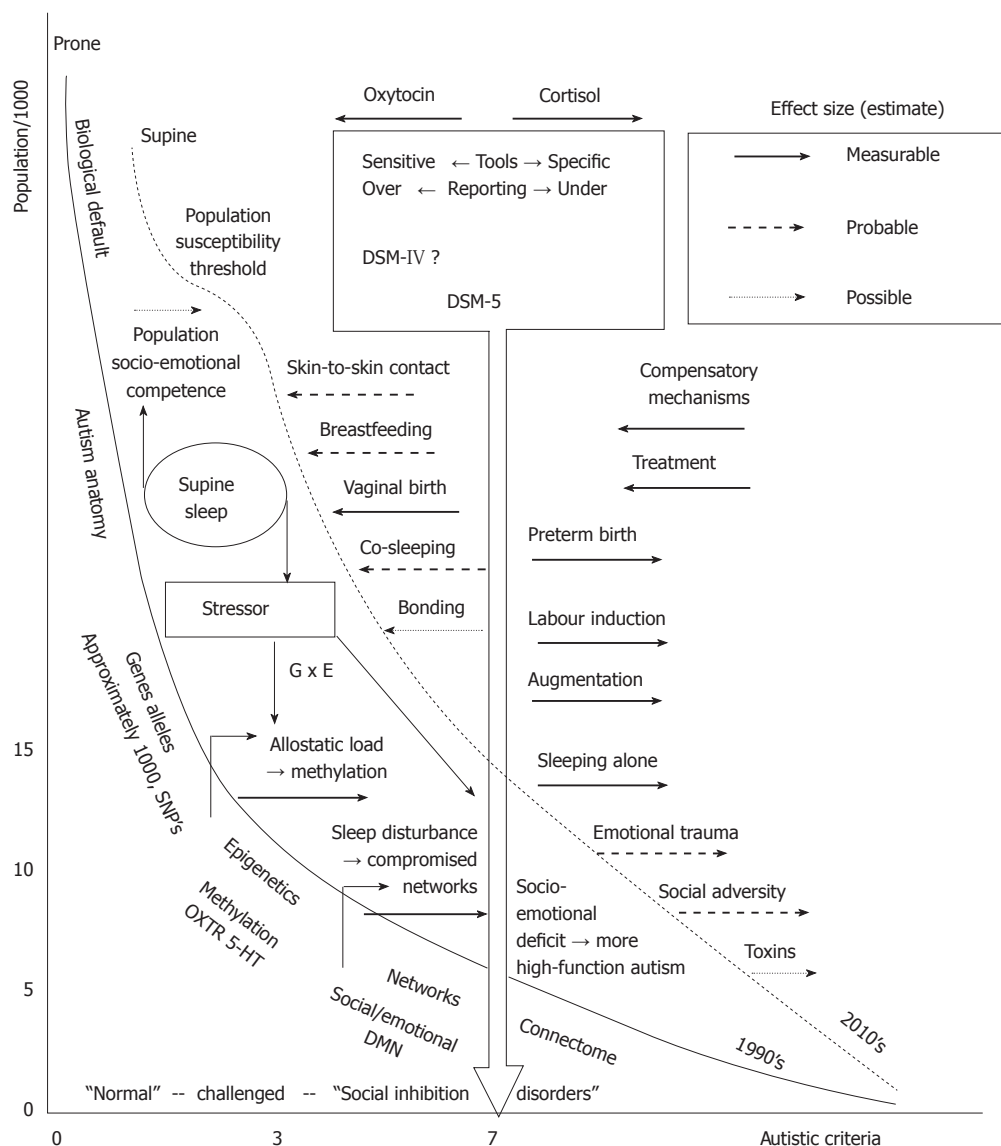 Prone
Population/1000
Biological default
Supine
Population
susceptibility
threshold
Population
socio-emotional
competence
Autism anatomy
Supine
sleep
Stressor
G x E
Genes alleles
Approximately 1000, SNP's
Allostatic load
→ methylation
Epigenetics
Methylation
OXTR 5-HT
Sleep disturbance
→ compromised
networks
Networks
Social/emotional
DMN
Connectome
Oxytocin
Cortisol
Sensitive ← Tools → Specific
Over ← Reporting → Under
DSM-IV ?
DSM-5
Effect size (estimate)
Measurable
Probable
Possible
Skin-to-skin contact
Breastfeeding
Vaginal birth
Co-sleeping
Bonding
Compensatory
mechanisms
Treatment
Preterm birth
Labour induction
Augmentation
Sleeping alone
Emotional trauma
Social adversity
Toxins
Socio-
emotional
deficit → more
high-function autism
1990's
2010's
15
10
5
0
"Normal" -- challenged -- "Social inhibition disorders"
0 3 7 Autistic criteria